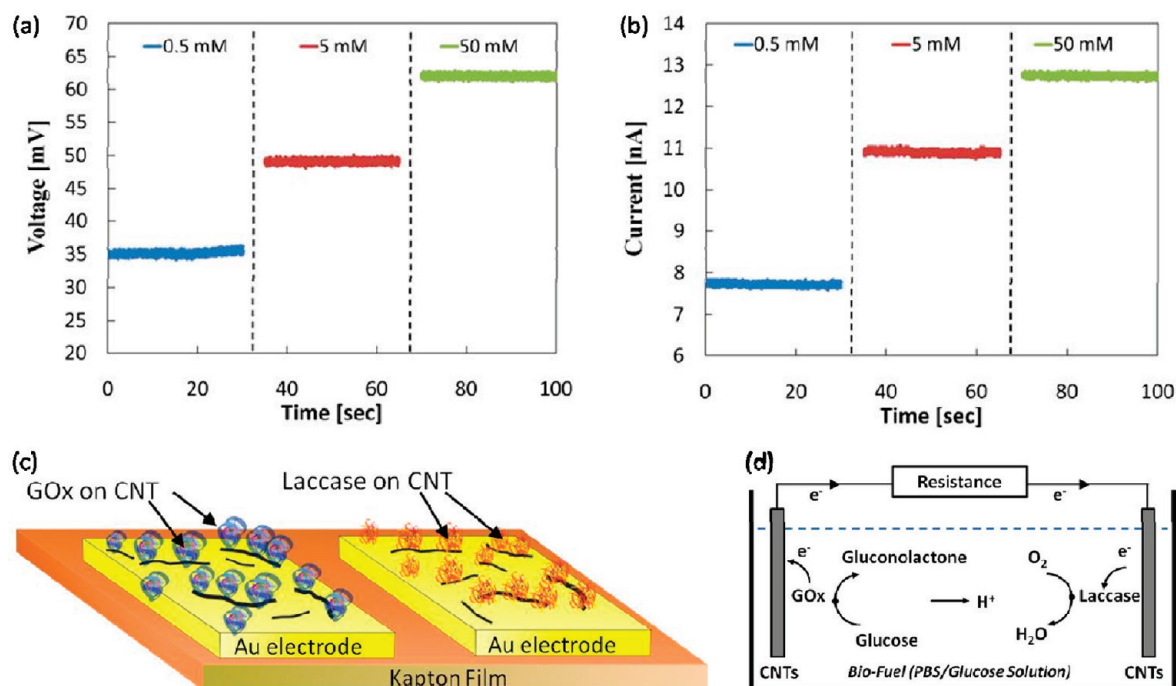 (a)
70
65
60
55
50
45
40
35
30
25
20
Voltage [mV]
0.5 mM
5 mM
50 mM
0
20
40
60
80
100
Time [sec]
(b)
14
13
12
11
10
9
8
7
6
Current [nA]
0.5 mM
5 mM
50 mM
0
20
40
60
80
100
Time [sec]
(c)
GOx on CNT
Laccase on CNT
Au electrode
Au electrode
Kapton Film
(d)
Resistance
e-
e-
e-
e-
Gluconolactone
O2
GOx
H+
Laccase
Glucose
H2O
CNTs
Bio-Fuel (PBS/Glucose Solution)
CNTs